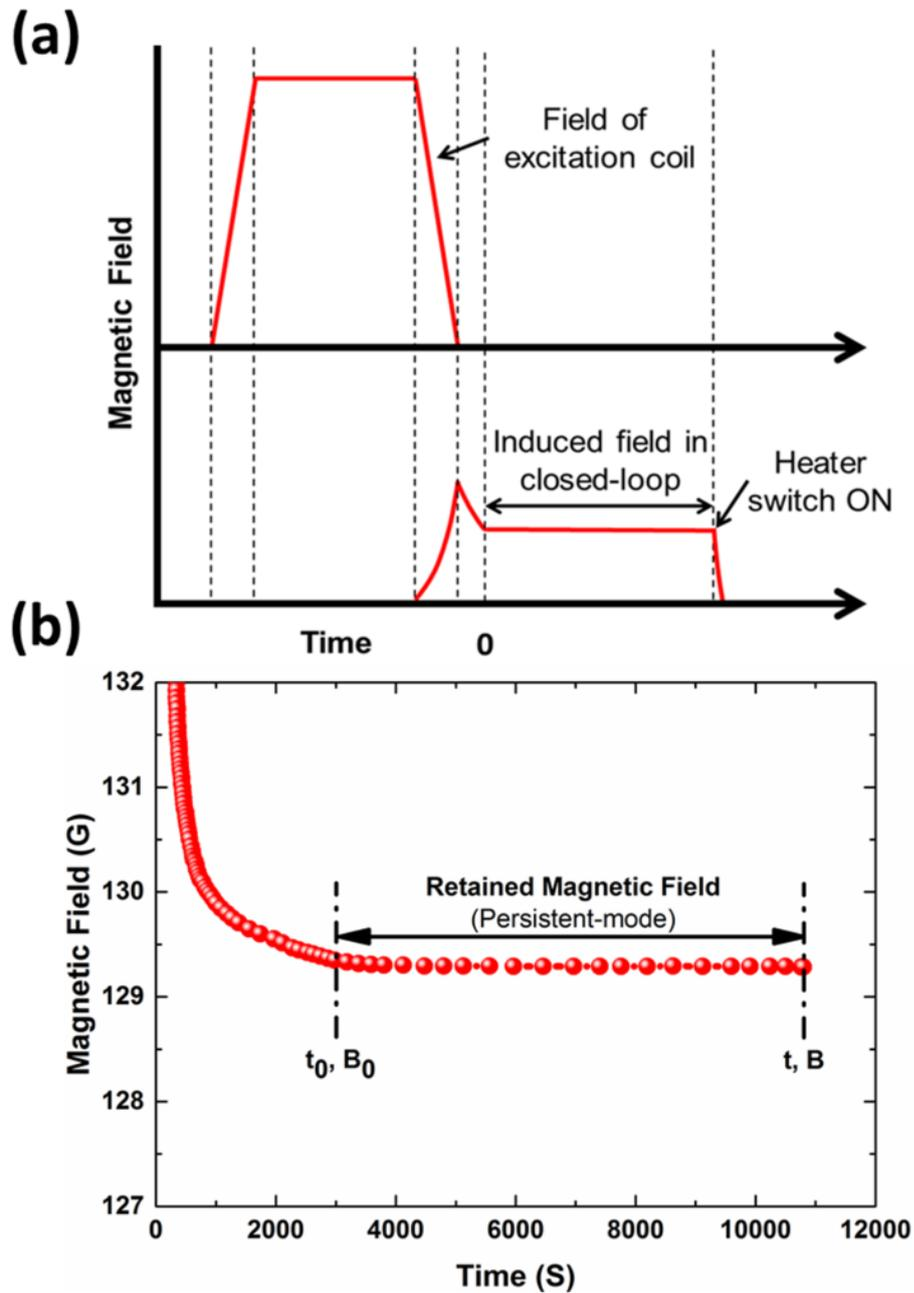 (a)
Magnetic Field
Field of
excitation coil
Induced field in
closed-loop
Heater
switch ON
Time
0
(b)
Magnetic Field (G)
132
131
130
129
128
127
Retained Magnetic Field
(Persistent-mode)
t0, B0
t, B
0
2000
4000
6000
8000
10000
12000
Time (S)